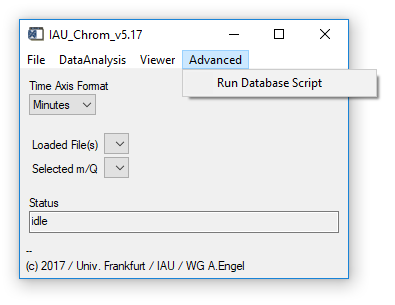 IAU_Chrom_v5.17
File DataAnalysis Viewer Advanced
Run Database Script
Time Axis Format
Minutes
Loaded File(s)
Selected m/Q
Status
idle
--
(c) 2017 / Univ. Frankfurt / IAU / WG A.Engel